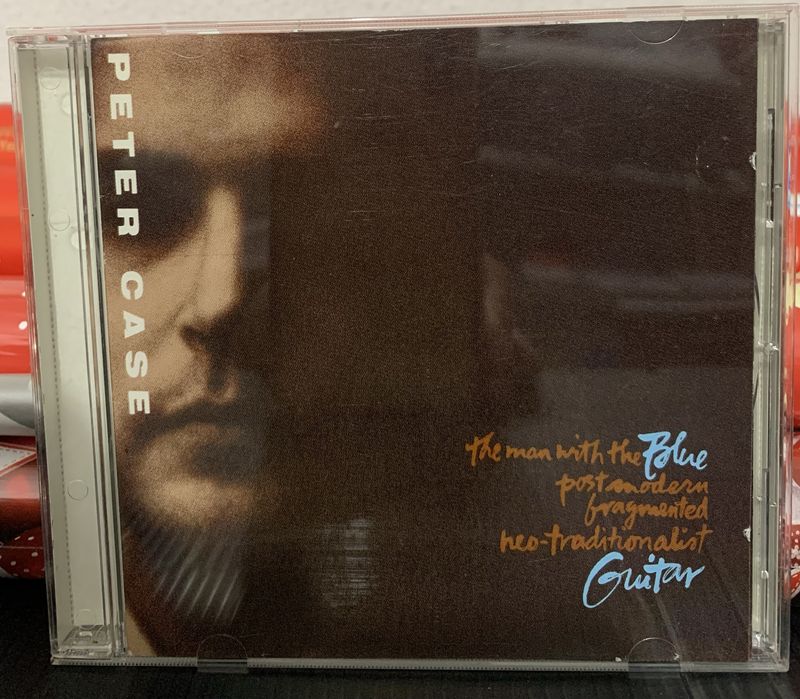 PETER CASE
the man with the Blue
post modern
fragmented
neo-traditionalist
Guitar